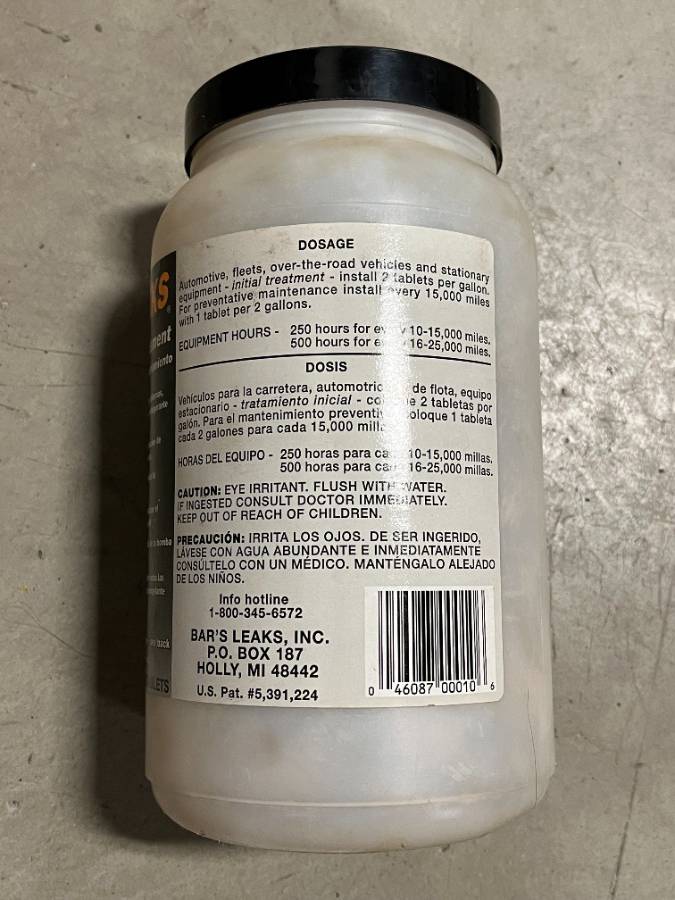 DOSAGE
Automotive, fleets, over-the-road vehicles and stationary
equipment - initial treatment - install 2 tablets per gallon.
For preventative maintenance install every 15,000 miles
with 1 tablet per 2 gallons.
EQUIPMENT HOURS - 250 hours for every 10-15,000 miles.
500 hours for every 16-25,000 miles.
DOSIS
Vehículos para la carretera, automotrices de flota, equipo
estacionario - tratamiento inicial - coloque 2 tabletas por
galón. Para el mantenimiento preventivo coloque 1 tableta
cada 2 galones para cada 15,000 millas.
HORAS DEL EQUIPO - 250 horas para cada 10-15,000 millas.
500 horas para cada 16-25,000 millas.
CAUTION: EYE IRRITANT. FLUSH WITH WATER.
IF INGESTED CONSULT DOCTOR IMMEDIATELY.
KEEP OUT OF REACH OF CHILDREN.
PRECAUCIÓN: IRRITA LOS OJOS. DE SER INGERIDO,
LÁVESE CON AGUA ABUNDANTE E INMEDIATAMENTE
CONSÚLTELO CON UN MÉDICO. MANTÉNGALO ALEJADO
DE LOS NIÑOS.
Info hotline
1-800-345-6572
BAR'S LEAKS, INC.
P.O. BOX 187
HOLLY, MI 48442
U.S. Pat. #5,391,224
0 46087 00010 6